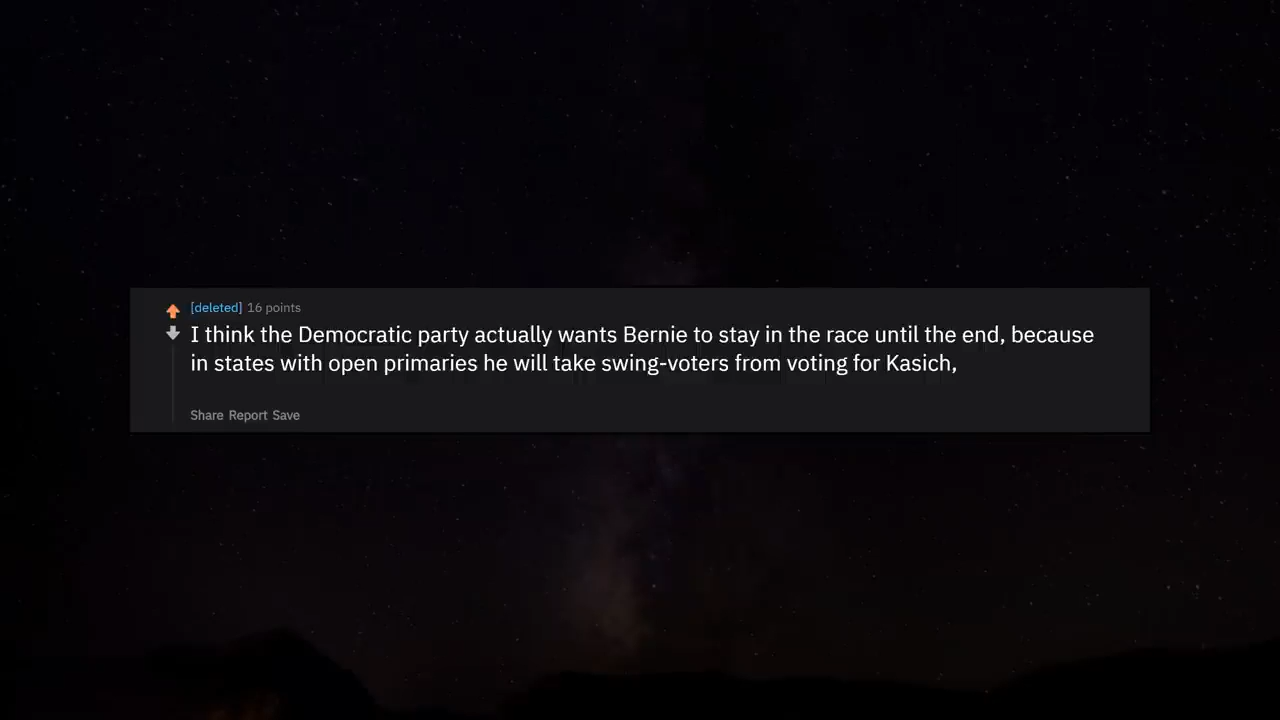 [deleted] 16 points
I think the Democratic party actually wants Bernie to stay in the race until the end, because
in states with open primaries he will take swing-voters from voting for Kasich,
Share Report Save